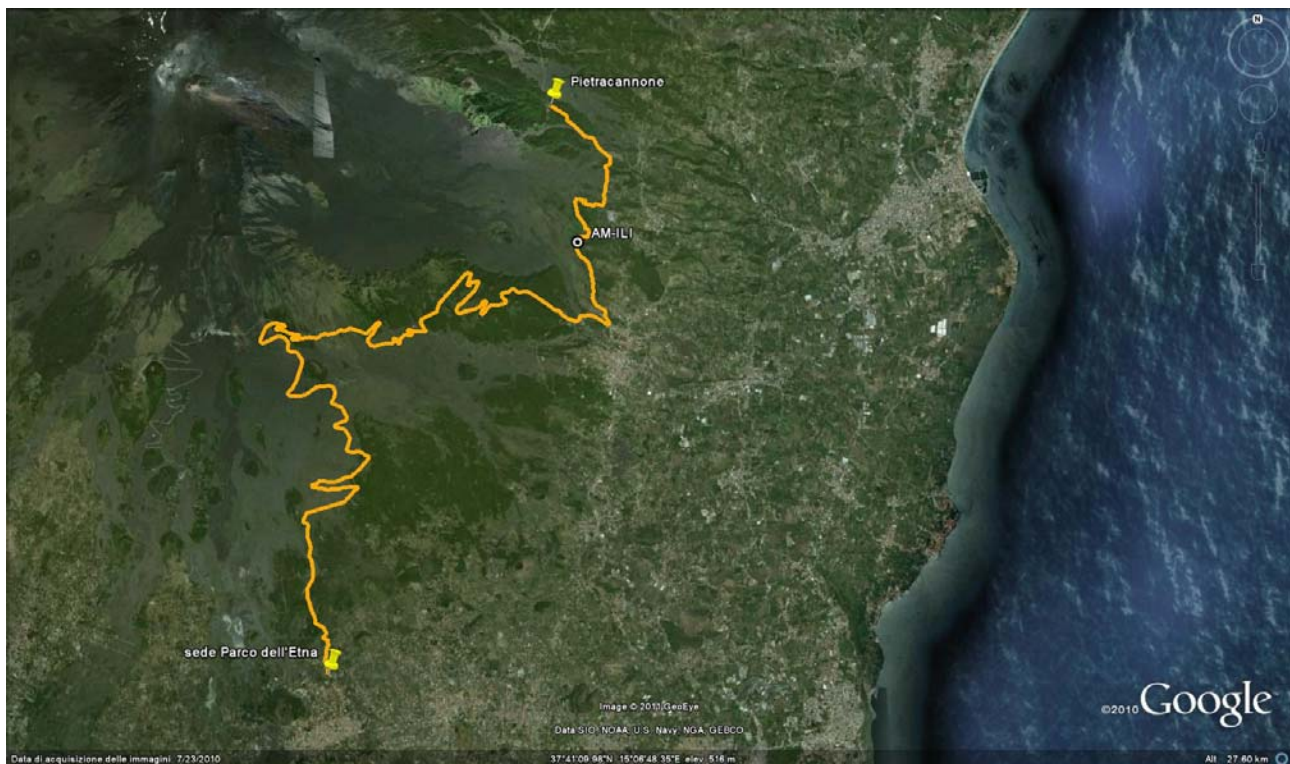 N
Pietracannone
AM-ILI
sede Parco dell'Etna
Image © 2011 GeoEye
Data SIO, NOAA, U.S. Navy, NGA, GEBCO
©2010 Google
Data di acquisizione delle immagini: 7/23/2010
37°41'09.98"N 15°06'48.35"E elev 516 m
Alt 27.60 km